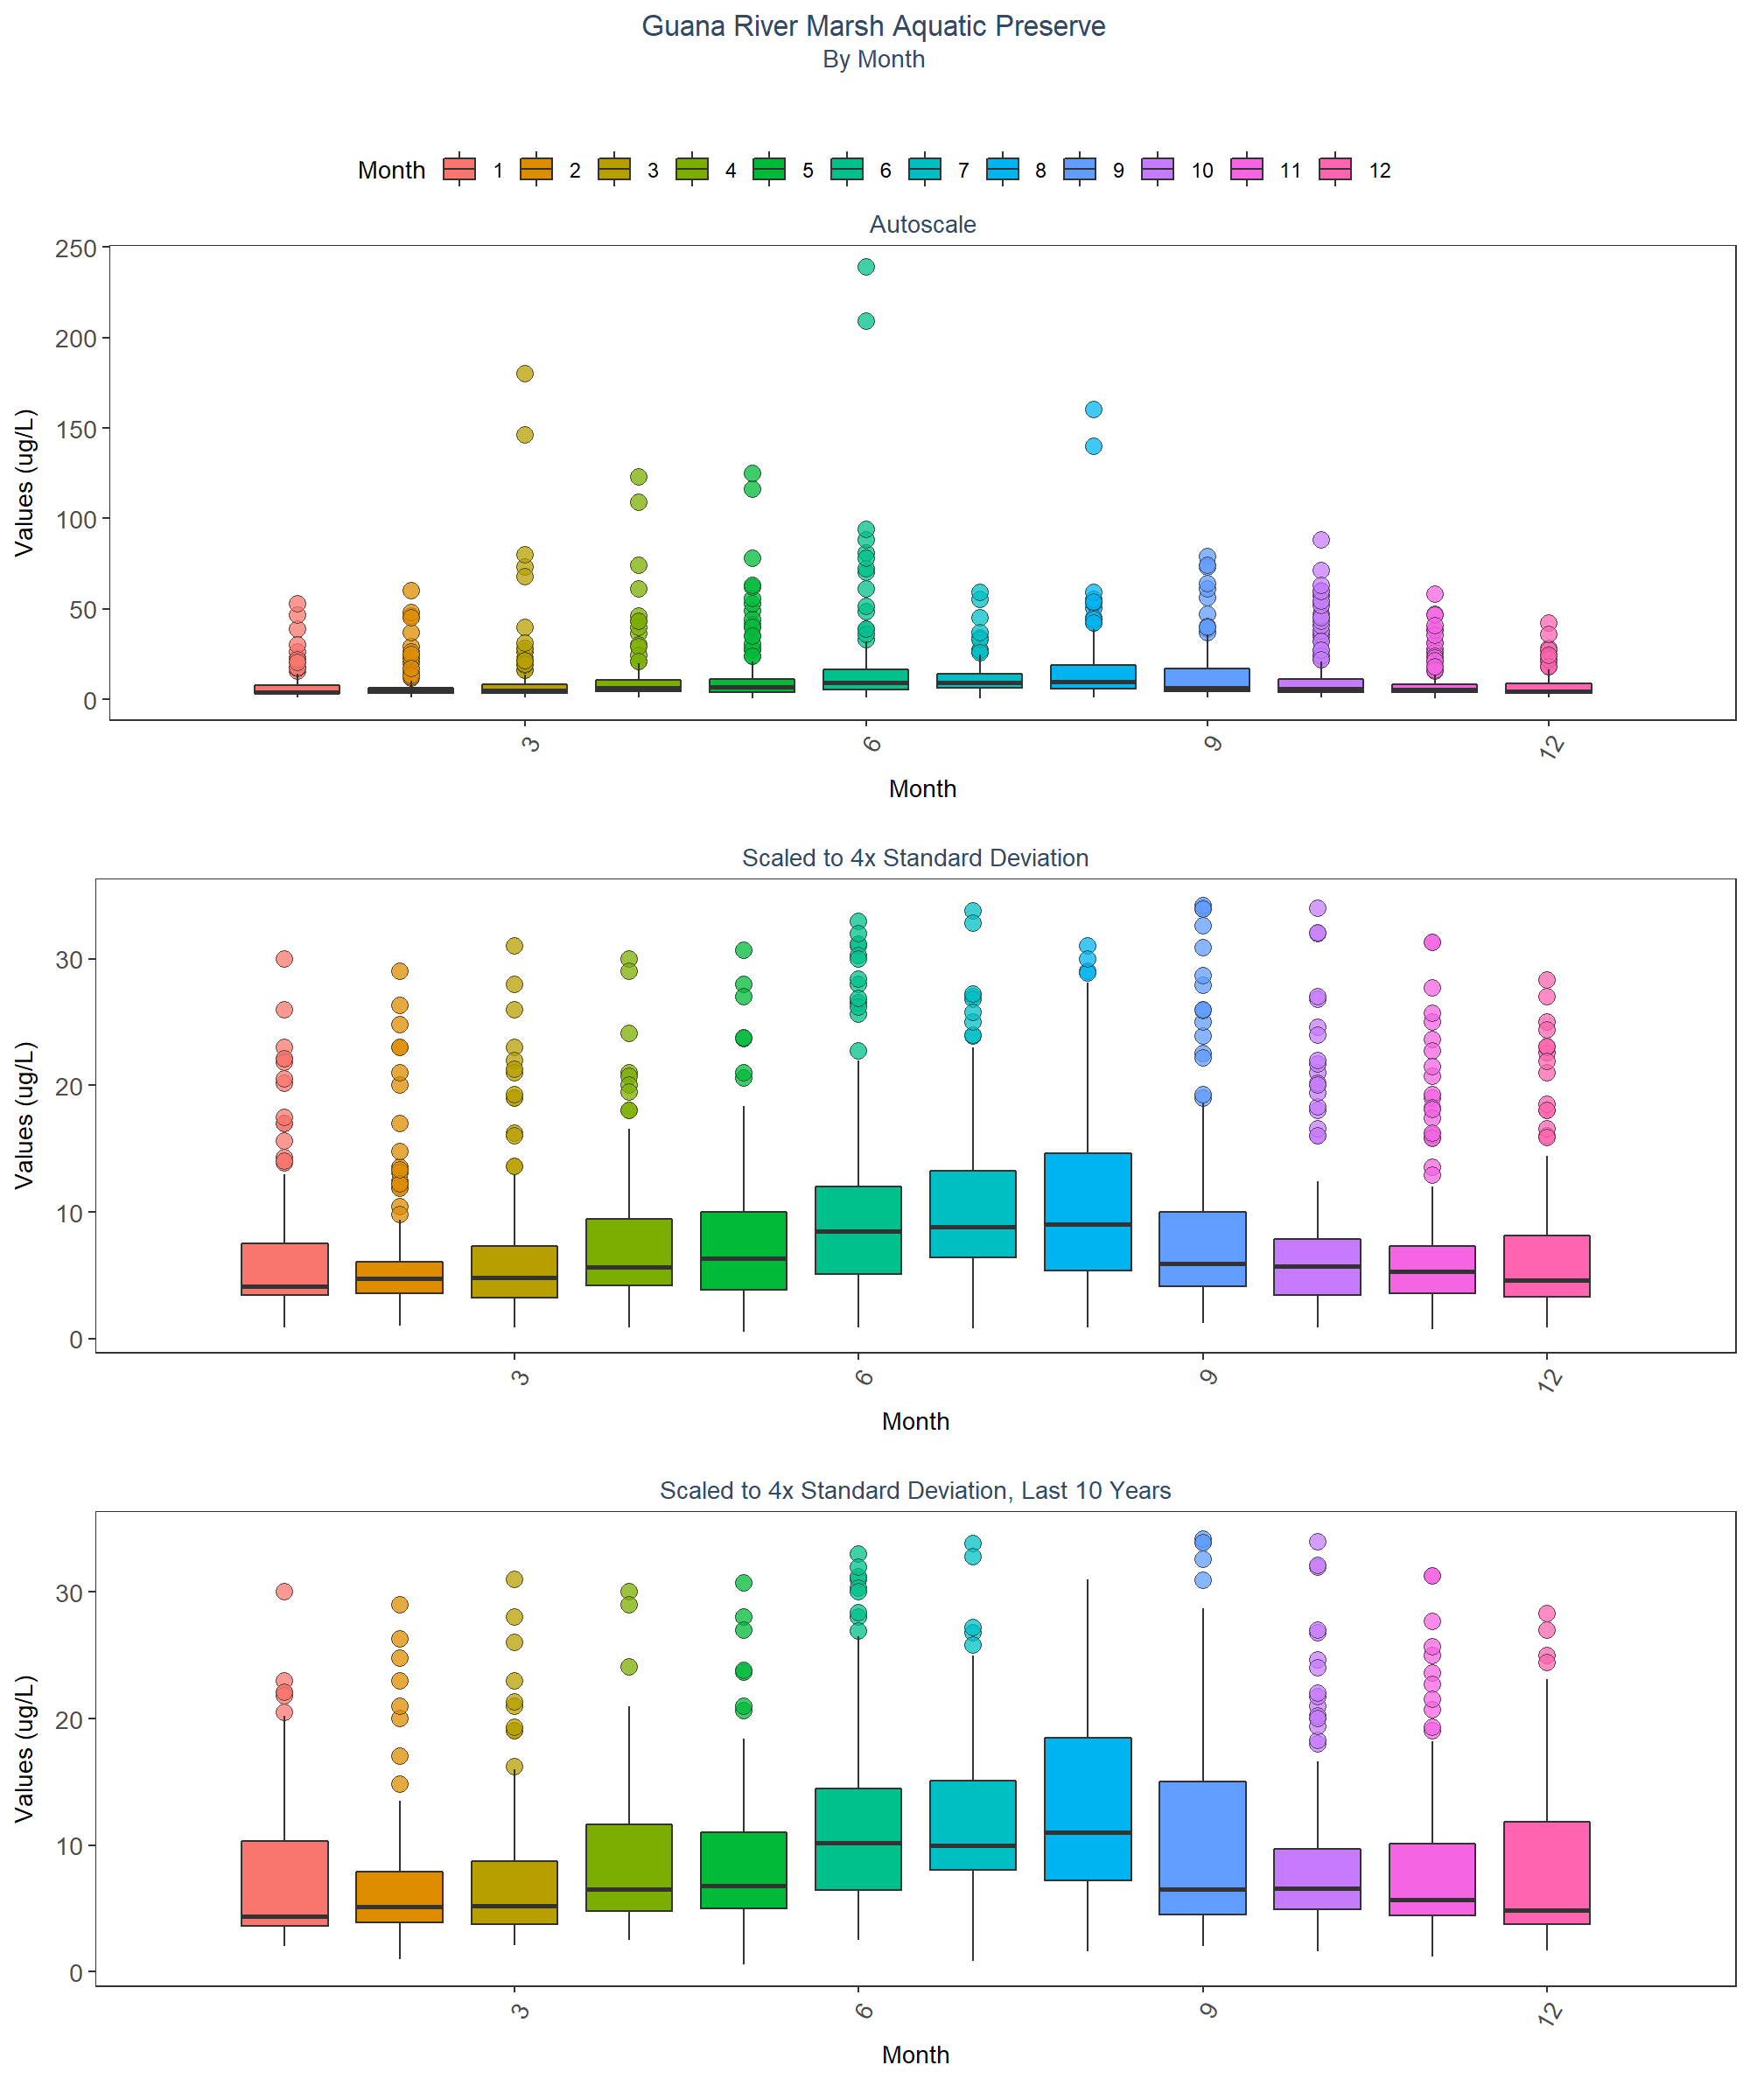 Guana River Marsh Aquatic Preserve
By Month
Month 1 2 3 4 5 6 7 8 9 10 11 12
Autoscale
250
200
150
100
50
0
Values (ug/L)
3 6 9 12
Month
Scaled to 4x Standard Deviation
30
20
10
0
Values (ug/L)
3 6 9 12
Month
Scaled to 4x Standard Deviation, Last 10 Years
30
20
10
0
Values (ug/L)
3 6 9 12
Month